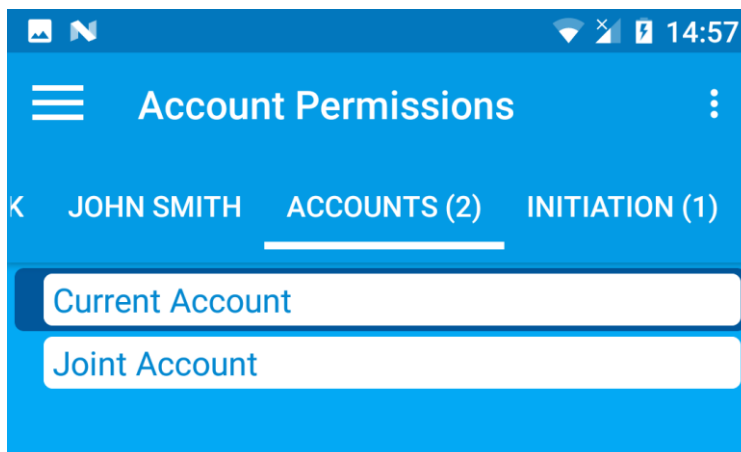 14:57
Account Permissions
K JOHN SMITH ACCOUNTS (2) INITIATION (1)
Current Account
Joint Account